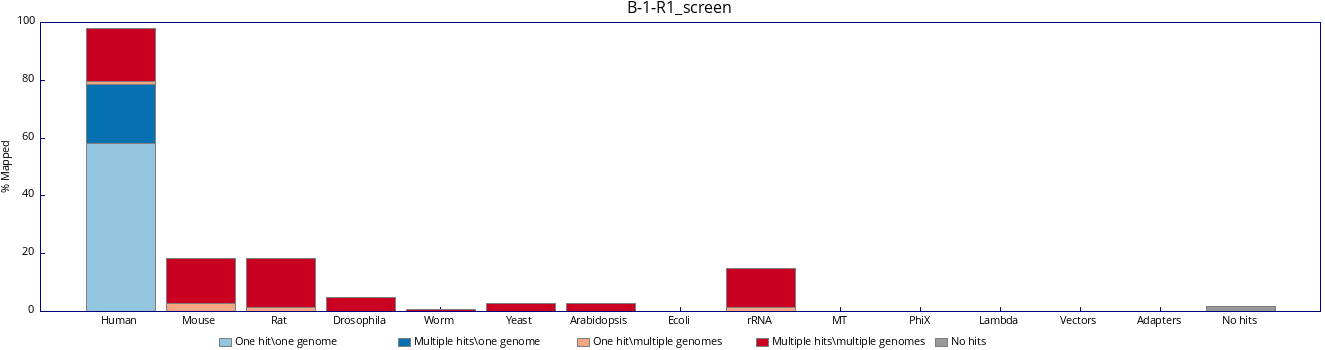 B-1-R1_screen
100
80
60
40
20
0
% Mapped
Human Mouse Rat Drosophila Worm Yeast Arabidopsis Ecoli rRNA MT PhiX Lambda Vectors Adapters No hits
One hit\one genome Multiple hits\one genome One hit\multiple genomes Multiple hits\multiple genomes No hits